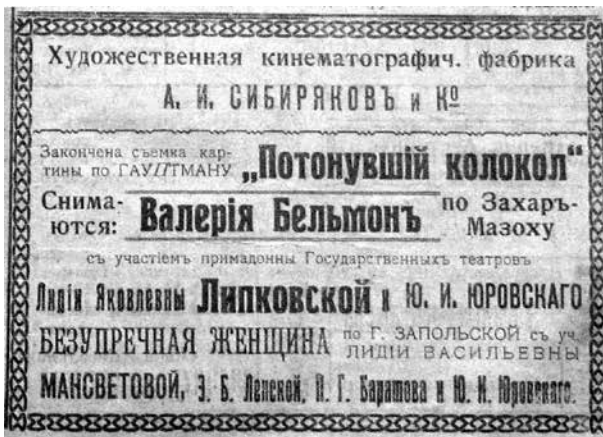 Художественная кинематографич. фабрика
А. И. СИБИРЯКОВЪ и Кº
Закончена съемка кар-
тины по ГАУПТМАНУ „Потонувшій колокол“
Снима-
ются: Валерія Бельмонъ по Захаръ-
Мазоху
съ участіемъ примадонны Государственныхъ театровъ
Лидіи Яковлевны Липковской и Ю. И. ЮРОВСКАГО
БЕЗУПРЕЧНАЯ ЖЕНЩИНА по Г. ЗАПОЛЬСКОЙ съ уч.
ЛИДІИ ВАСИЛЬЕВНЫ
МАНСВЕТОВОЙ, Э. Б. Ленской, П. Г. Баратова и Ю. И. Юровскаго.